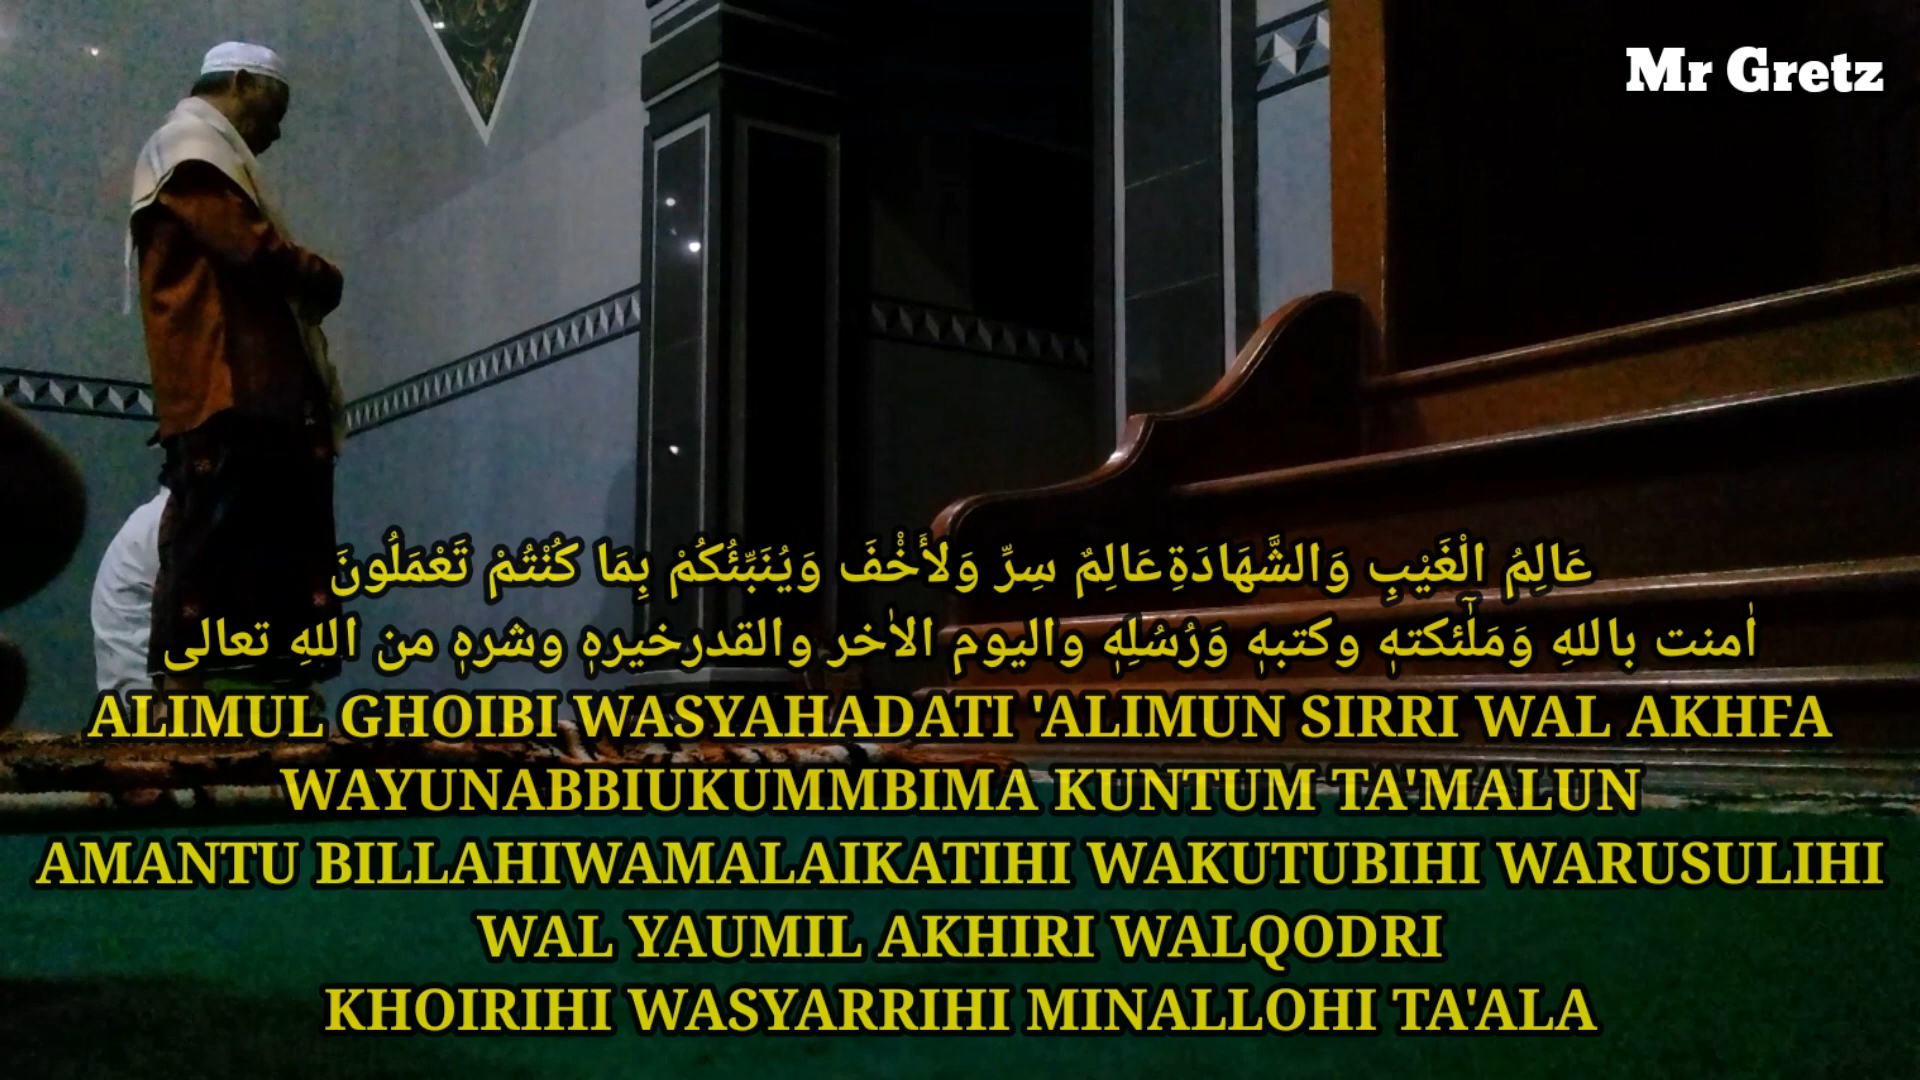 Mr Gretz
عَالِمُ الْغَيْبِ وَالشَّهَادَةِ عَالِمٌ سِرِّ وَلأَخْفَ وَيُنَبِّئُكُمْ بِمَا كُنْتُمْ تَعْمَلُونَ
اٰمنت باللهِ وَمَلٰٓئكتهٖ وكتبهٖ وَرُسُلِهٖ واليوم الاٰخر والقدرخيرهٖ وشرهٖ من اللهِ تعالى
ALIMUL GHOIBI WASYAHADATI 'ALIMUN SIRRI WAL AKHFA
WAYUNABBIUKUMMBIMA KUNTUM TA'MALUN
AMANTU BILLAHIWAMALAIKATIHI WAKUTUBIHI WARUSULIHI
WAL YAUMIL AKHIRI WALQODRI
KHOIRIHI WASYARRIHI MINALLOHI TA'ALA